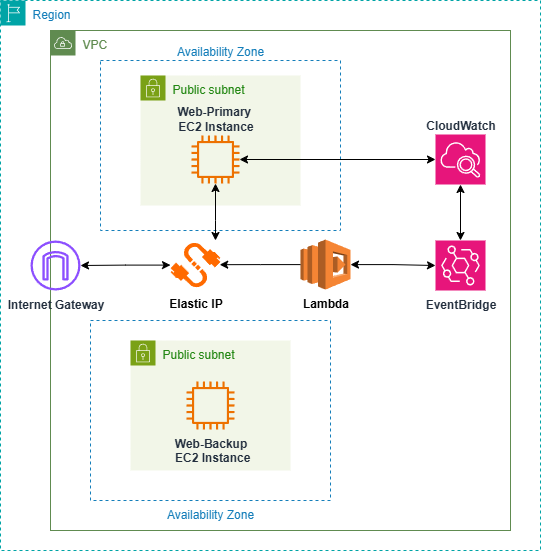 Region
VPC
Availability Zone
Public subnet
Web-Primary
EC2 Instance
CloudWatch
Internet Gateway
Elastic IP
Lambda
EventBridge
Public subnet
Web-Backup
EC2 Instance
Availability Zone